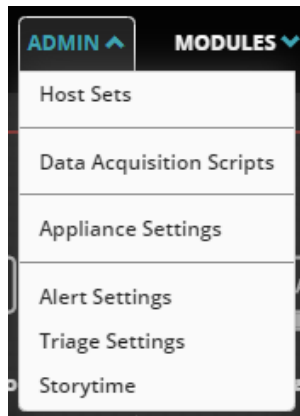 ADMIN MODULES
Host Sets
Data Acquisition Scripts
Appliance Settings
Alert Settings
Triage Settings
Storytime